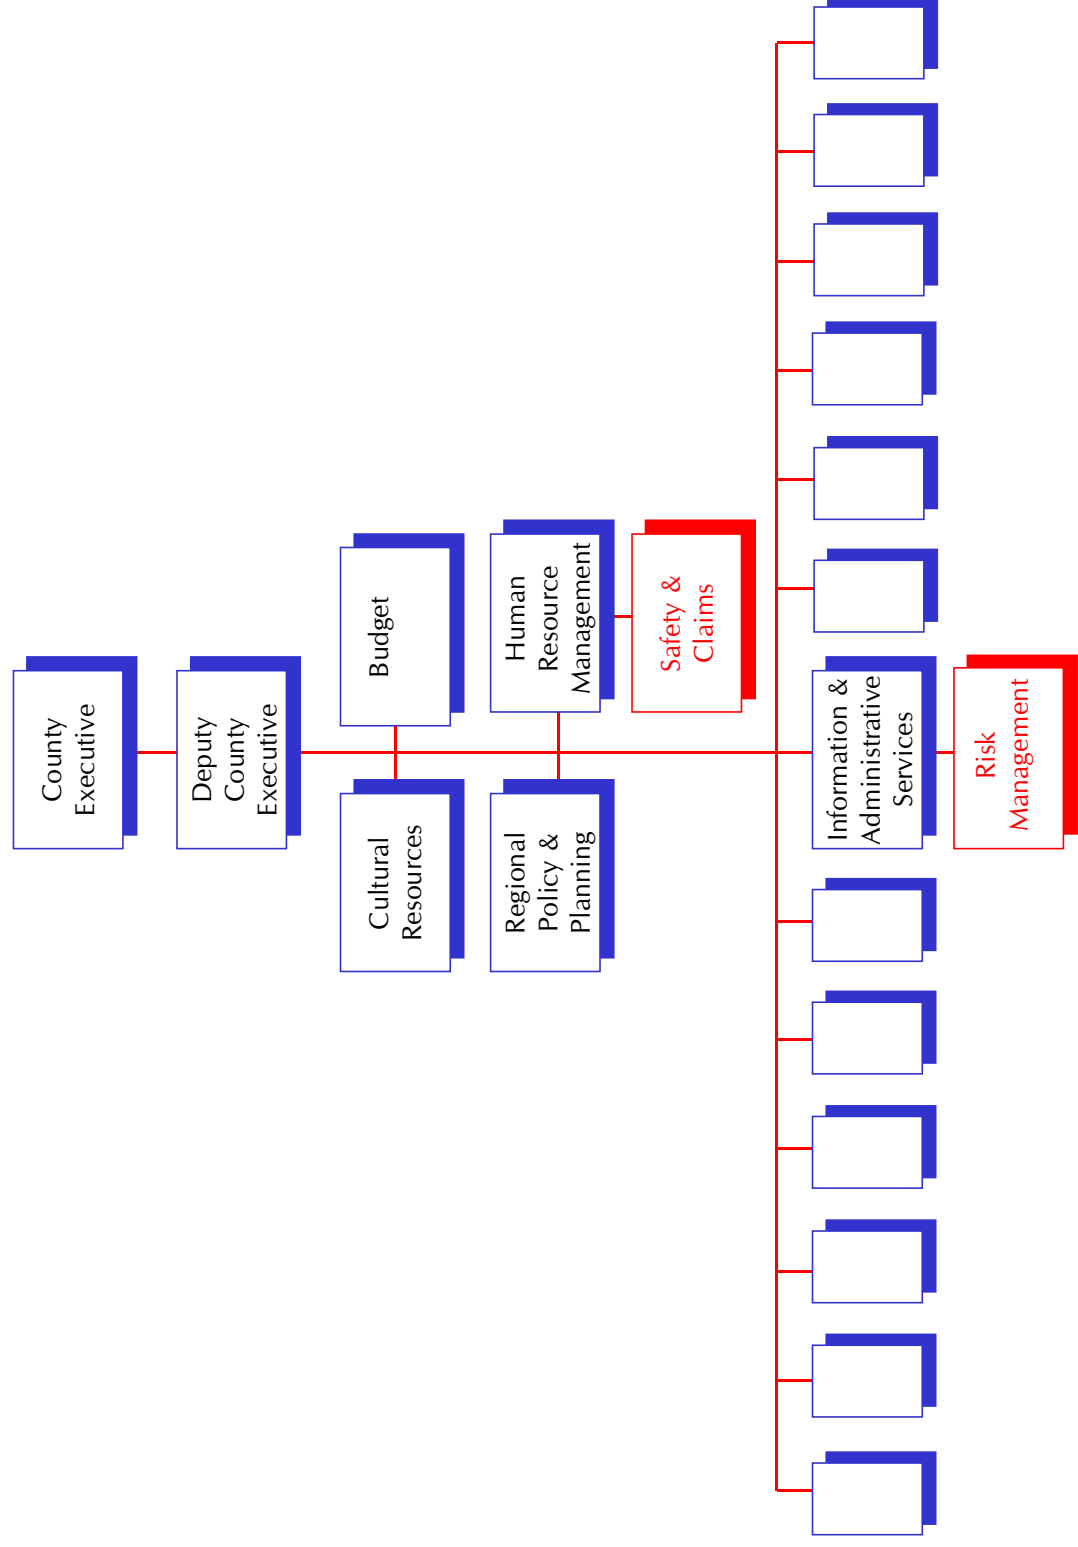 County
Executive
Deputy
County
Executive
Cultural
Resources
Budget
Regional
Policy &
Planning
Human
Resource
Management
Safety &
Claims
Information &
Administrative
Services
Risk
Management